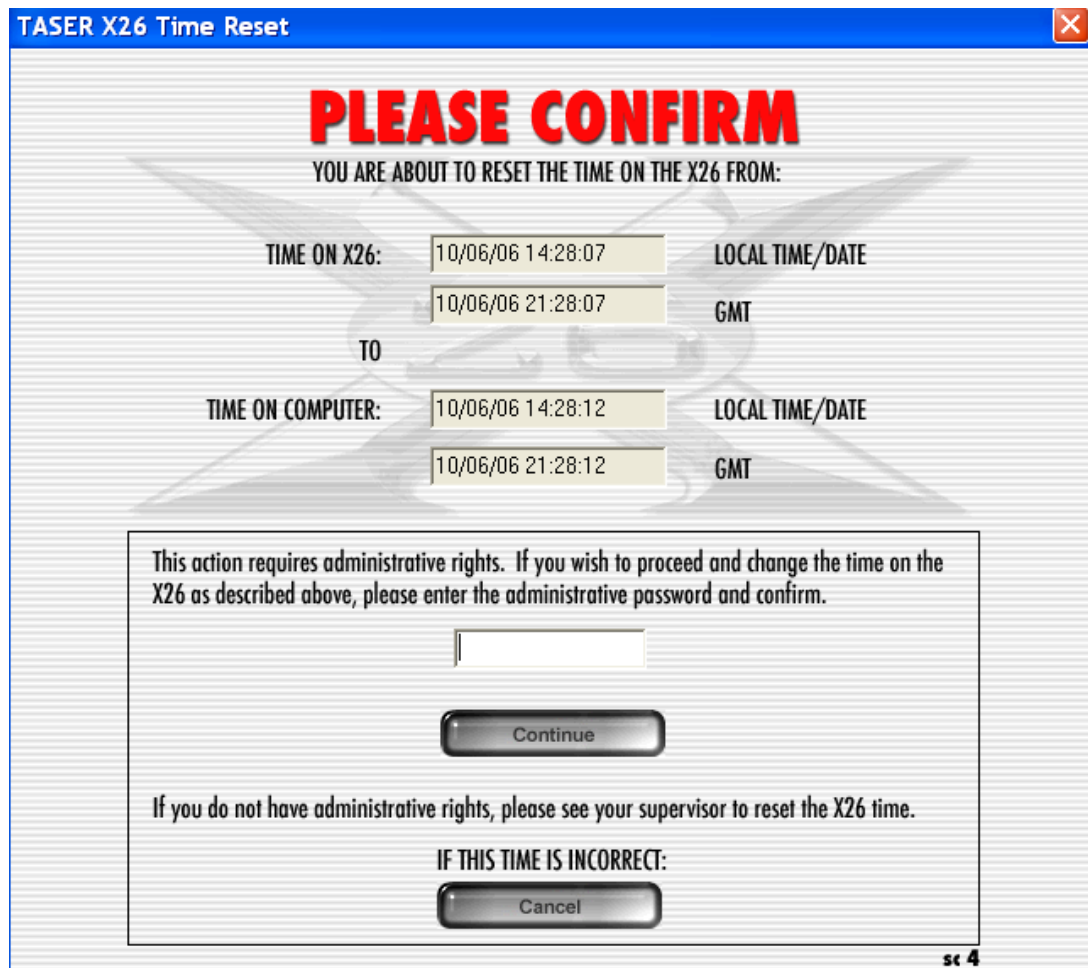 TASER X26 Time Reset
PLEASE CONFIRM
YOU ARE ABOUT TO RESET THE TIME ON THE X26 FROM:
TIME ON X26: 10/06/06 14:28:07 LOCAL TIME/DATE
10/06/06 21:28:07 GMT
TO
TIME ON COMPUTER: 10/06/06 14:28:12 LOCAL TIME/DATE
10/06/06 21:28:12 GMT
This action requires administrative rights. If you wish to proceed and change the time on the
X26 as described above, please enter the administrative password and confirm.
Continue
If you do not have administrative rights, please see your supervisor to reset the X26 time.
IF THIS TIME IS INCORRECT:
Cancel
sc 4